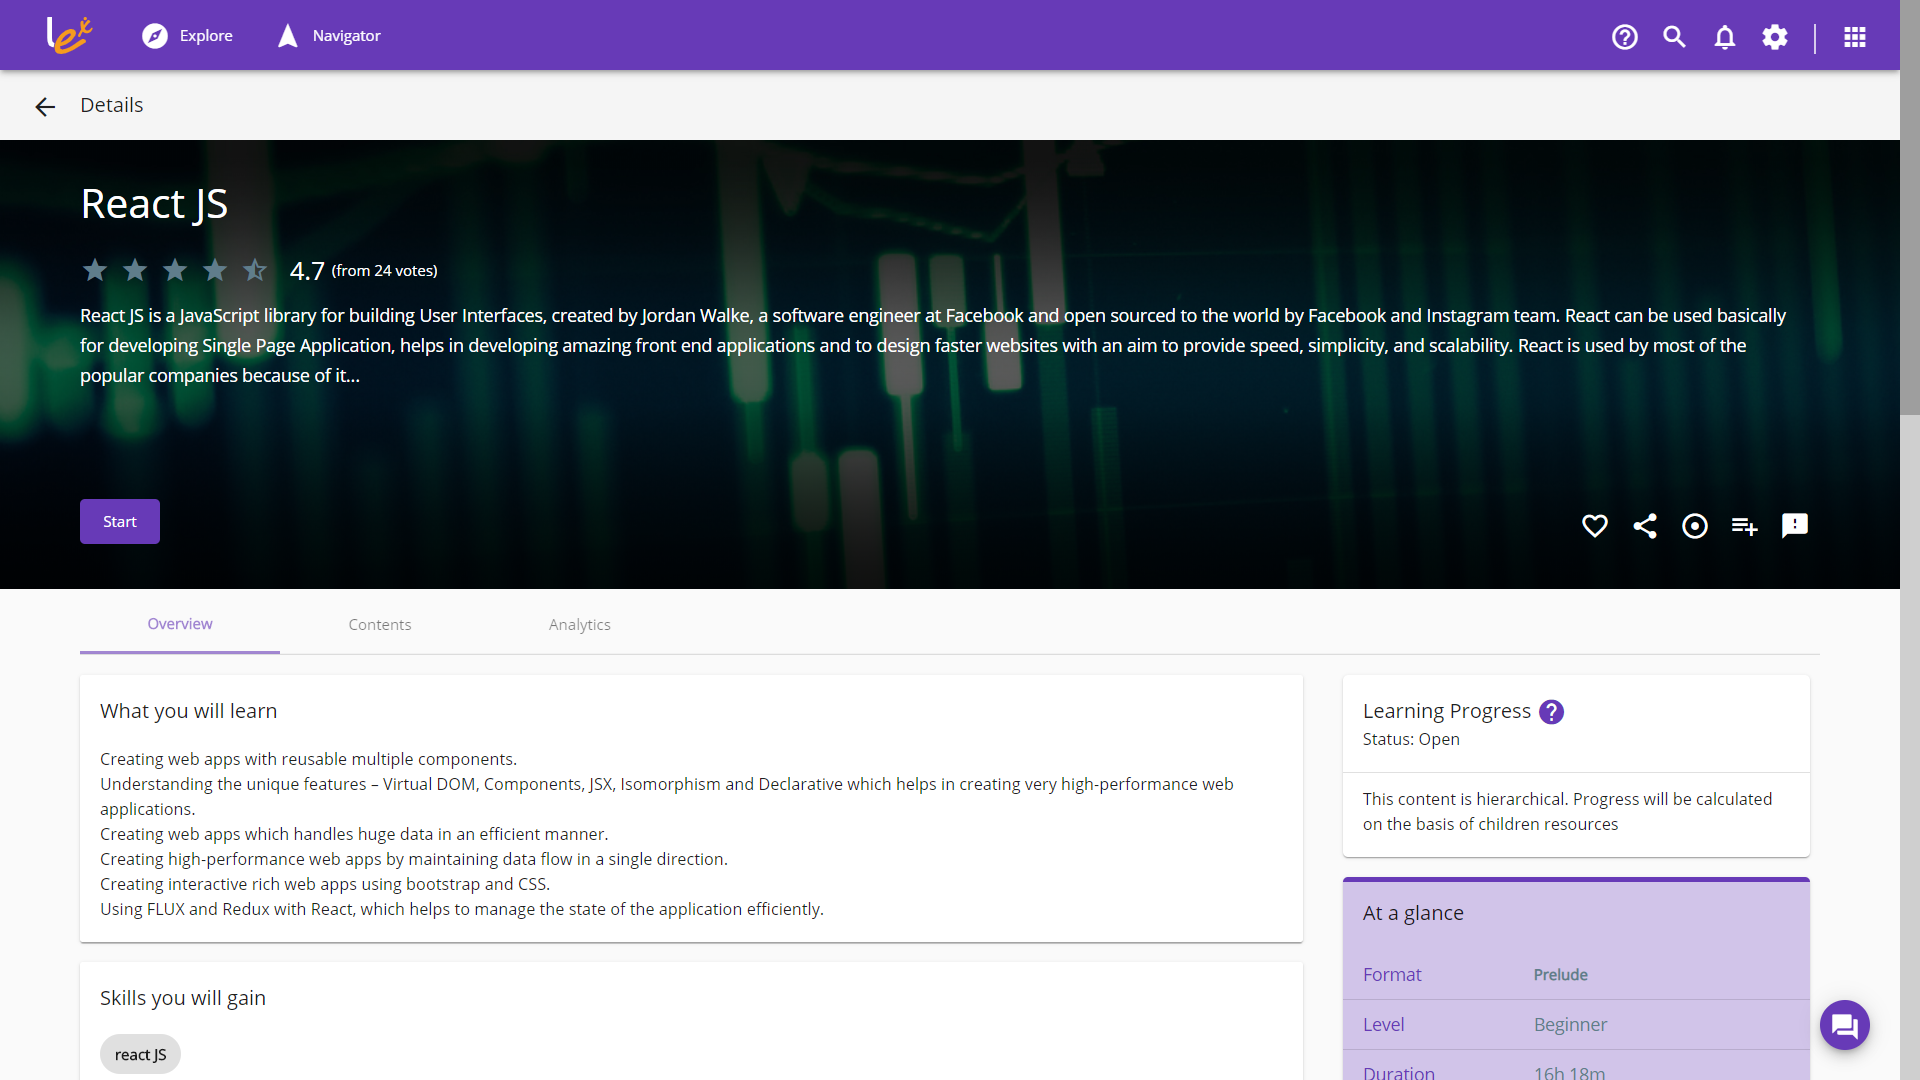 Lex
Explore
Navigator
Details
React JS
4.7 (from 24 votes)
React JS is a JavaScript library for building User Interfaces, created by Jordan Walke, a software engineer at Facebook and open sourced to the world by Facebook and Instagram team. React can be used basically
for developing Single Page Application, helps in developing amazing front end applications and to design faster websites with an aim to provide speed, simplicity, and scalability. React is used by most of the
popular companies because of it...
Start
Overview
Contents
Analytics
What you will learn
Creating web apps with reusable multiple components.
Understanding the unique features – Virtual DOM, Components, JSX, Isomorphism and Declarative which helps in creating very high-performance web
applications.
Creating web apps which handles huge data in an efficient manner.
Creating high-performance web apps by maintaining data flow in a single direction.
Creating interactive rich web apps using bootstrap and CSS.
Using FLUX and Redux with React, which helps to manage the state of the application efficiently.
Skills you will gain
react JS
Learning Progress
Status: Open
This content is hierarchical. Progress will be calculated
on the basis of children resources
At a glance
Format Prelude
Level Beginner
Duration 16h 18m